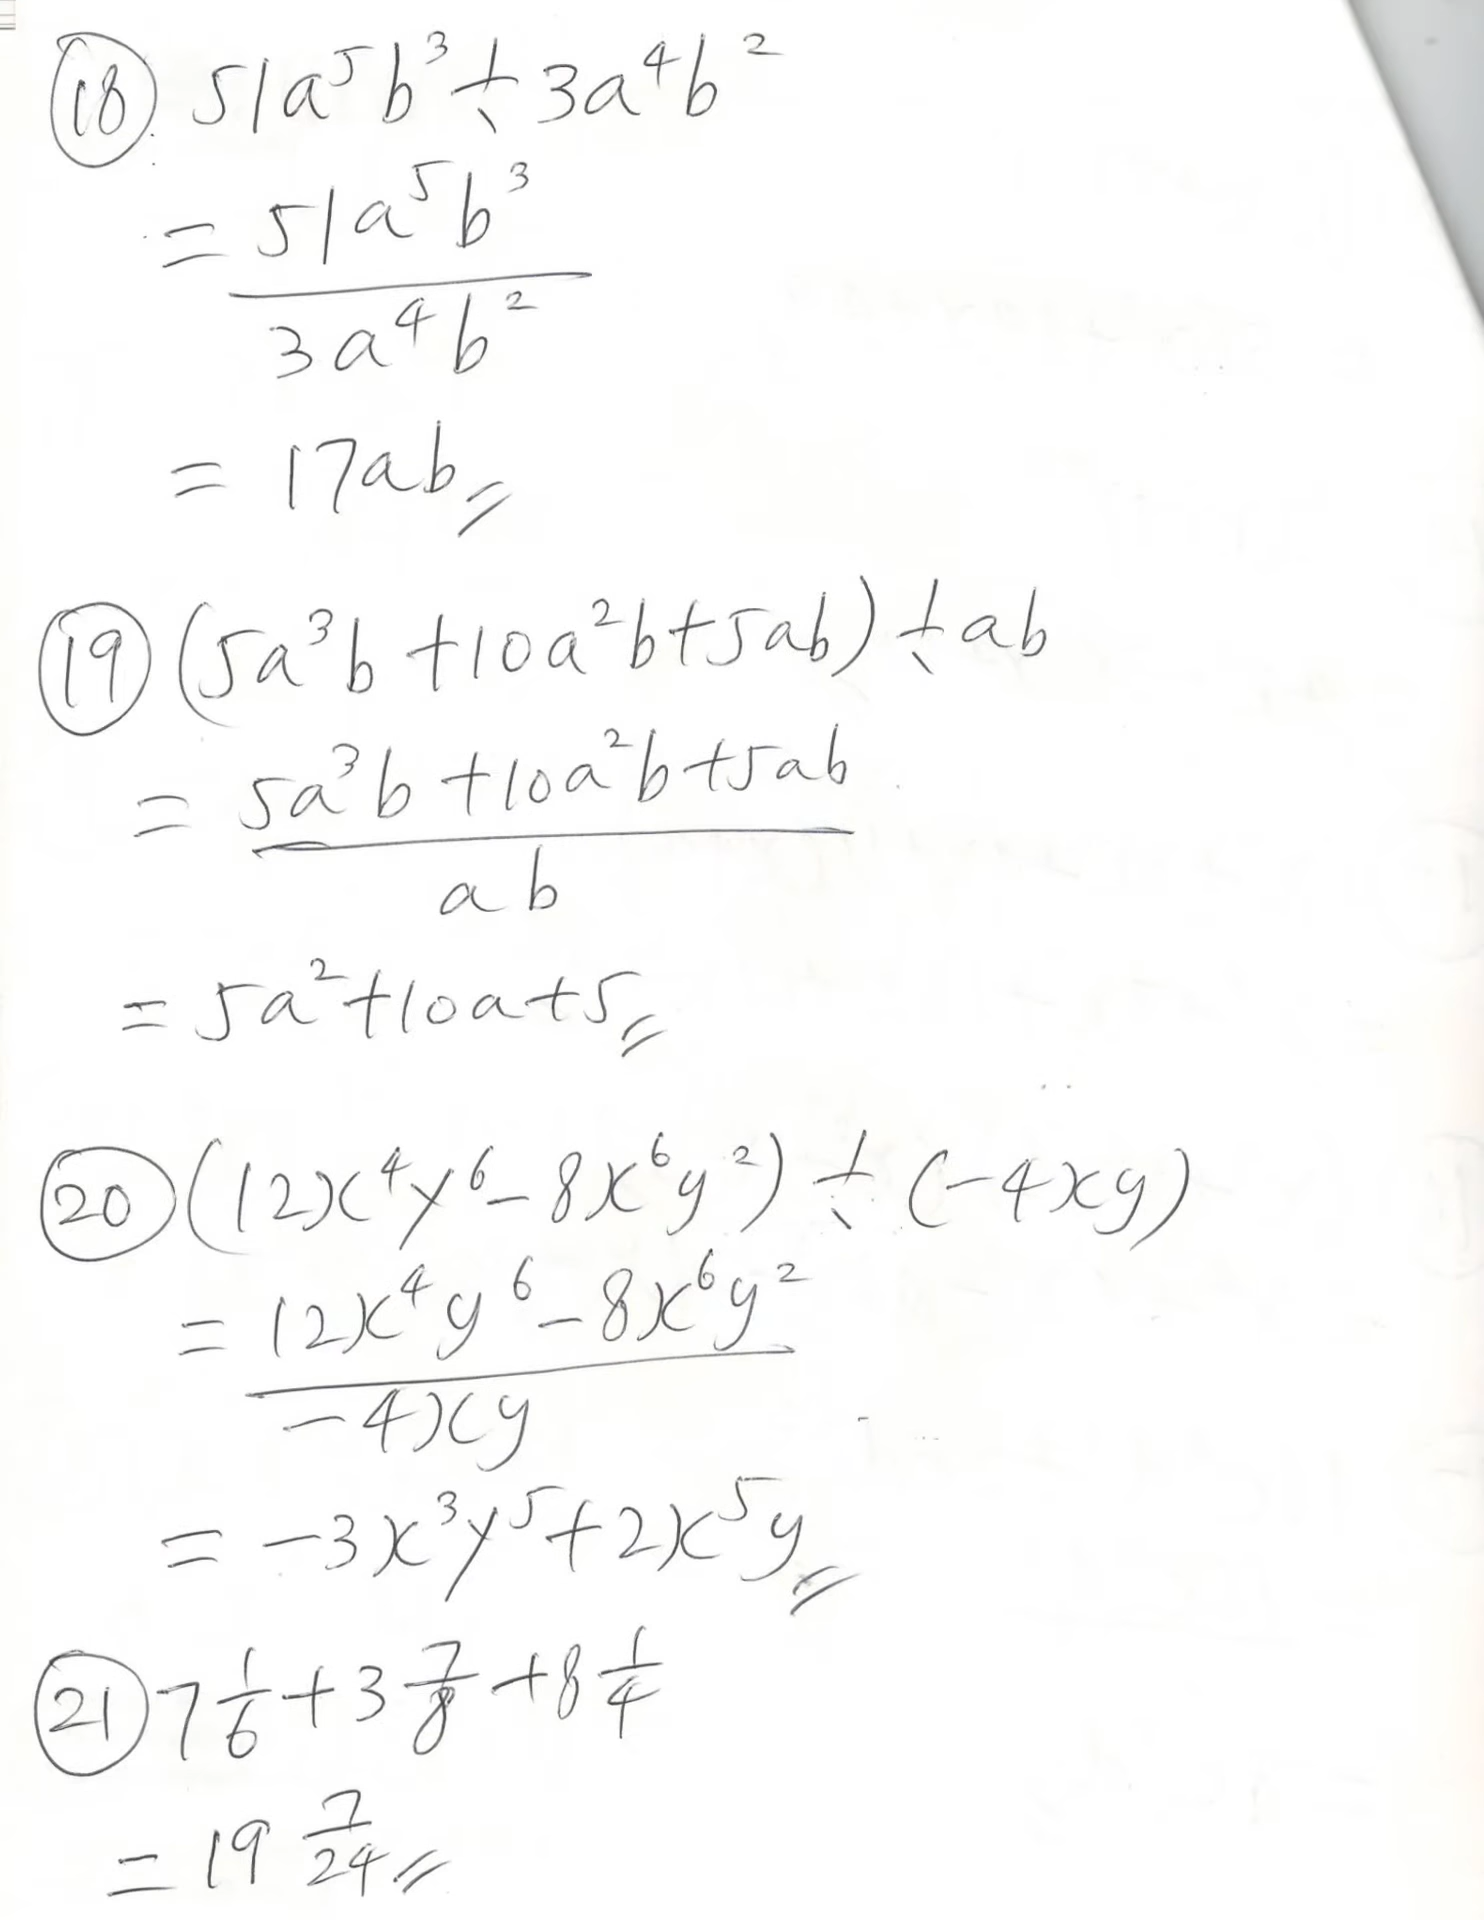 ⑱ 51a⁵b³ ÷ 3a⁴b²
= 51a⁵b³
3a⁴b²
= 17ab
⑲ (5a³b + 10a²b + 5ab) ÷ ab
= 5a³b + 10a²b + 5ab
ab
= 5a² + 10a + 5
⑳ (12x⁴y⁶ - 8x⁶y²) ÷ (-4xy)
= 12x⁴y⁶ - 8x⁶y²
-4xy
= -3x³y⁵ + 2x⁵y
㉑ 7 1/6 + 3 7/8 + 8 1/4
= 19 7/24